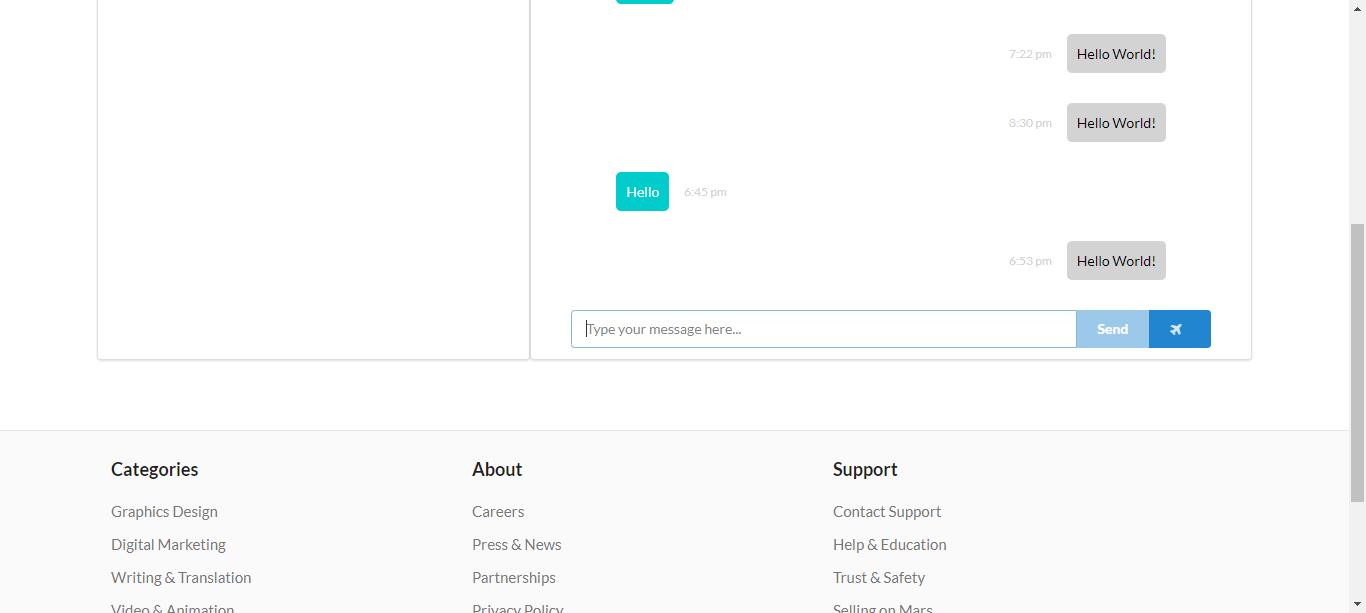 7:22 pm Hello World!
8:30 pm Hello World!
Hello 6:45 pm
6:53 pm Hello World!
Type your message here... Send
Categories
Graphics Design
Digital Marketing
Writing & Translation
Video & Animation
About
Careers
Press & News
Partnerships
Privacy Policy
Support
Contact Support
Help & Education
Trust & Safety
Selling on Mars